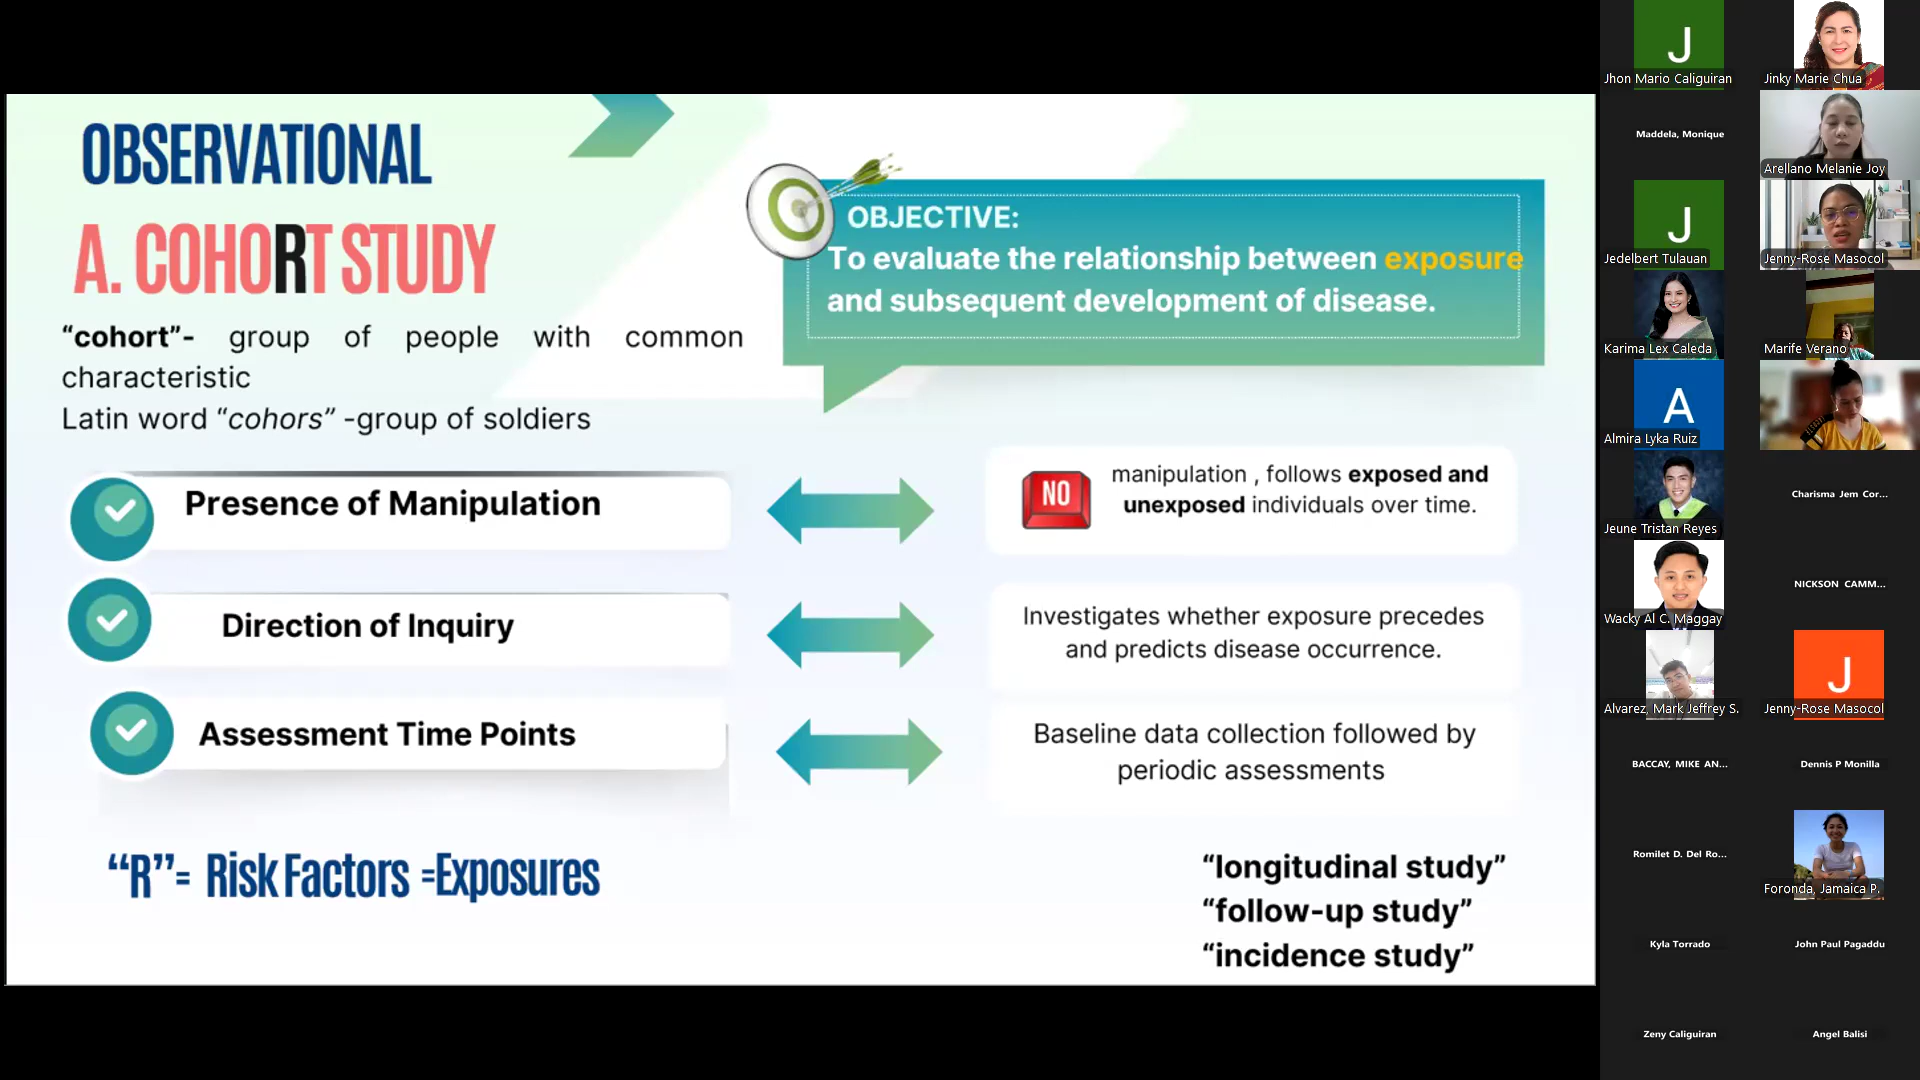 OBSERVATIONAL
A. COHORT STUDY
“cohort”- group of people with common
characteristic
Latin word “cohors” -group of soldiers
OBJECTIVE:
To evaluate the relationship between exposure
and subsequent development of disease.
Presence of Manipulation
NO
manipulation , follows exposed and
unexposed individuals over time.
Direction of Inquiry
Investigates whether exposure precedes
and predicts disease occurrence.
Assessment Time Points
Baseline data collection followed by
periodic assessments
“R”= Risk Factors =Exposures
“longitudinal study”
“follow-up study”
“incidence study”
J
Jhon Mario Caliguiran
Jinky Marie Chua
Maddela, Monique
Arellano Melanie Joy
J
Jedelbert Tulauan
Jenny-Rose Masocol
Karima Lex Caleda
Marife Verano
A
Almira Lyka Ruiz
Jeune Tristan Reyes
Charisma Jem Cor...
Wacky Al C. Maggay
NICKSON CAMM...
Alvarez, Mark Jeffrey S.
J
Jenny-Rose Masocol
BACCAY, MIKE AN...
Dennis P Monilla
Romilet D. Del Ro...
Foronda, Jamaica P.
Kyla Torrado
John Paul Pagaddu
Zeny Caliguiran
Angel Balisi